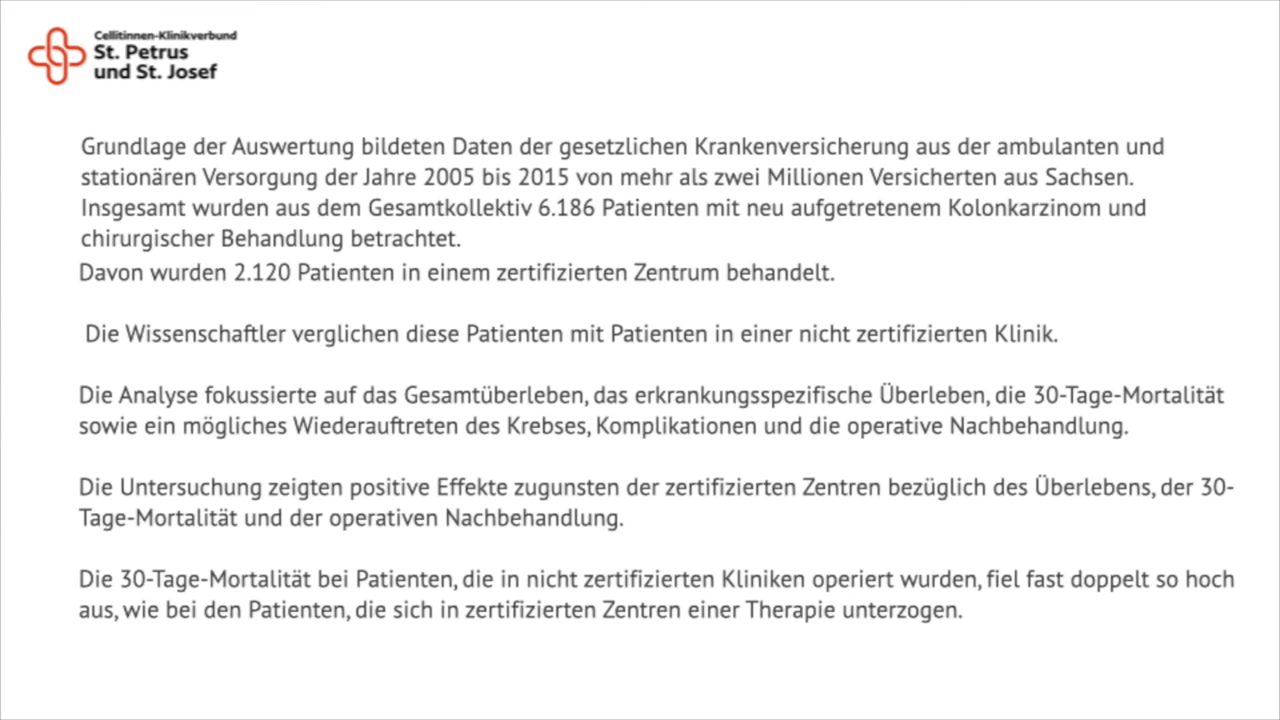 Cellitinnen-Klinikverbund
St. Petrus
und St. Josef
Grundlage der Auswertung bildeten Daten der gesetzlichen Krankenversicherung aus der ambulanten und
stationären Versorgung der Jahre 2005 bis 2015 von mehr als zwei Millionen Versicherten aus Sachsen.
Insgesamt wurden aus dem Gesamtkollektiv 6.186 Patienten mit neu aufgetretenem Kolonkarzinom und
chirurgischer Behandlung betrachtet.
Davon wurden 2.120 Patienten in einem zertifizierten Zentrum behandelt.
Die Wissenschaftler verglichen diese Patienten mit Patienten in einer nicht zertifizierten Klinik.
Die Analyse fokussierte auf das Gesamtüberleben, das erkrankungsspezifische Überleben, die 30-Tage-Mortalität
sowie ein mögliches Wiederauftreten des Krebses, Komplikationen und die operative Nachbehandlung.
Die Untersuchung zeigten positive Effekte zugunsten der zertifizierten Zentren bezüglich des Überlebens, der 30-
Tage-Mortalität und der operativen Nachbehandlung.
Die 30-Tage-Mortalität bei Patienten, die in nicht zertifizierten Kliniken operiert wurden, fiel fast doppelt so hoch
aus, wie bei den Patienten, die sich in zertifizierten Zentren einer Therapie unterzogen.